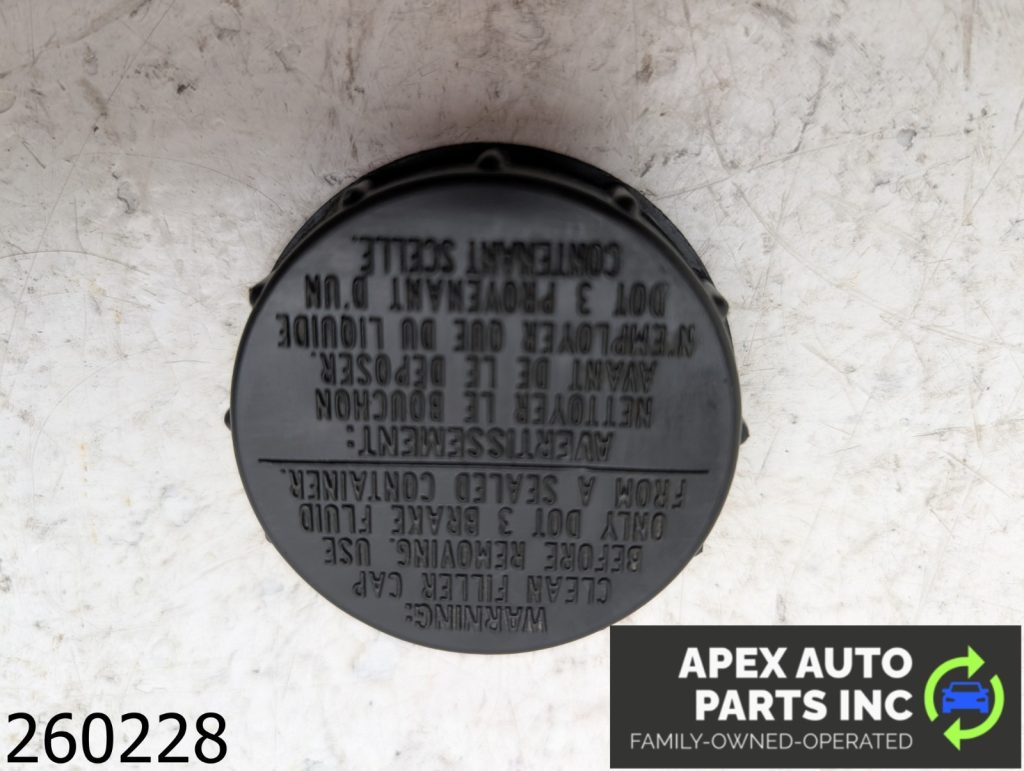 WARNING:
CLEAN FILLER CAP
BEFORE REMOVING. USE
ONLY DOT 3 BRAKE FLUID
FROM A SEALED CONTAINER.
AVERTISSEMENT:
NETTOYER LE BOUCHON
AVANT DE LE DEPOSER.
N'EMPLOYER QUE DU LIQUIDE
DOT 3 PROVENANT D'UN
CONTENANT SCELLE.
260228
APEX AUTO
PARTS INC
FAMILY-OWNED-OPERATED